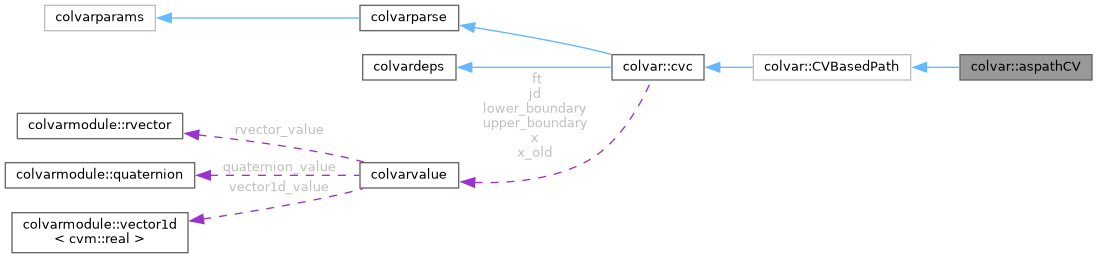 colvarparams
colvarparse
colvardeps
colvar::cvc
colvar::CVBasedPath
colvar::aspathCV
ft
jd
lower_boundary
upper_boundary
x
x_old
colvarmodule::rvector
rvector_value
colvarmodule::quaternion
quaternion_value
colvarvalue
vector1d_value
colvarmodule::vector1d
< cvm::real >